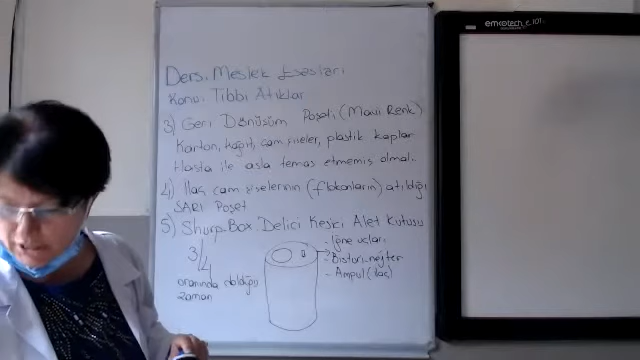 emkotech e 101
Ders: Meslek Esasları
Konu: Tıbbi Atıklar
3) Geri Dönüşüm Poşeti (Mavi Renk)
Karton, kağıt, cam şişeler, plastik kaplar
Hasta ile asla temas etmemiş olmalı.
4) İlaç cam şişelerinin (flakonların) atıldığı
SARI Poşet
5) Sharp-Box Delici Kesici Alet Kutusu
3/4
oranında dolduğu
zaman
- İğne uçları
- Bisturi-neşter
- Ampul (ilaç)